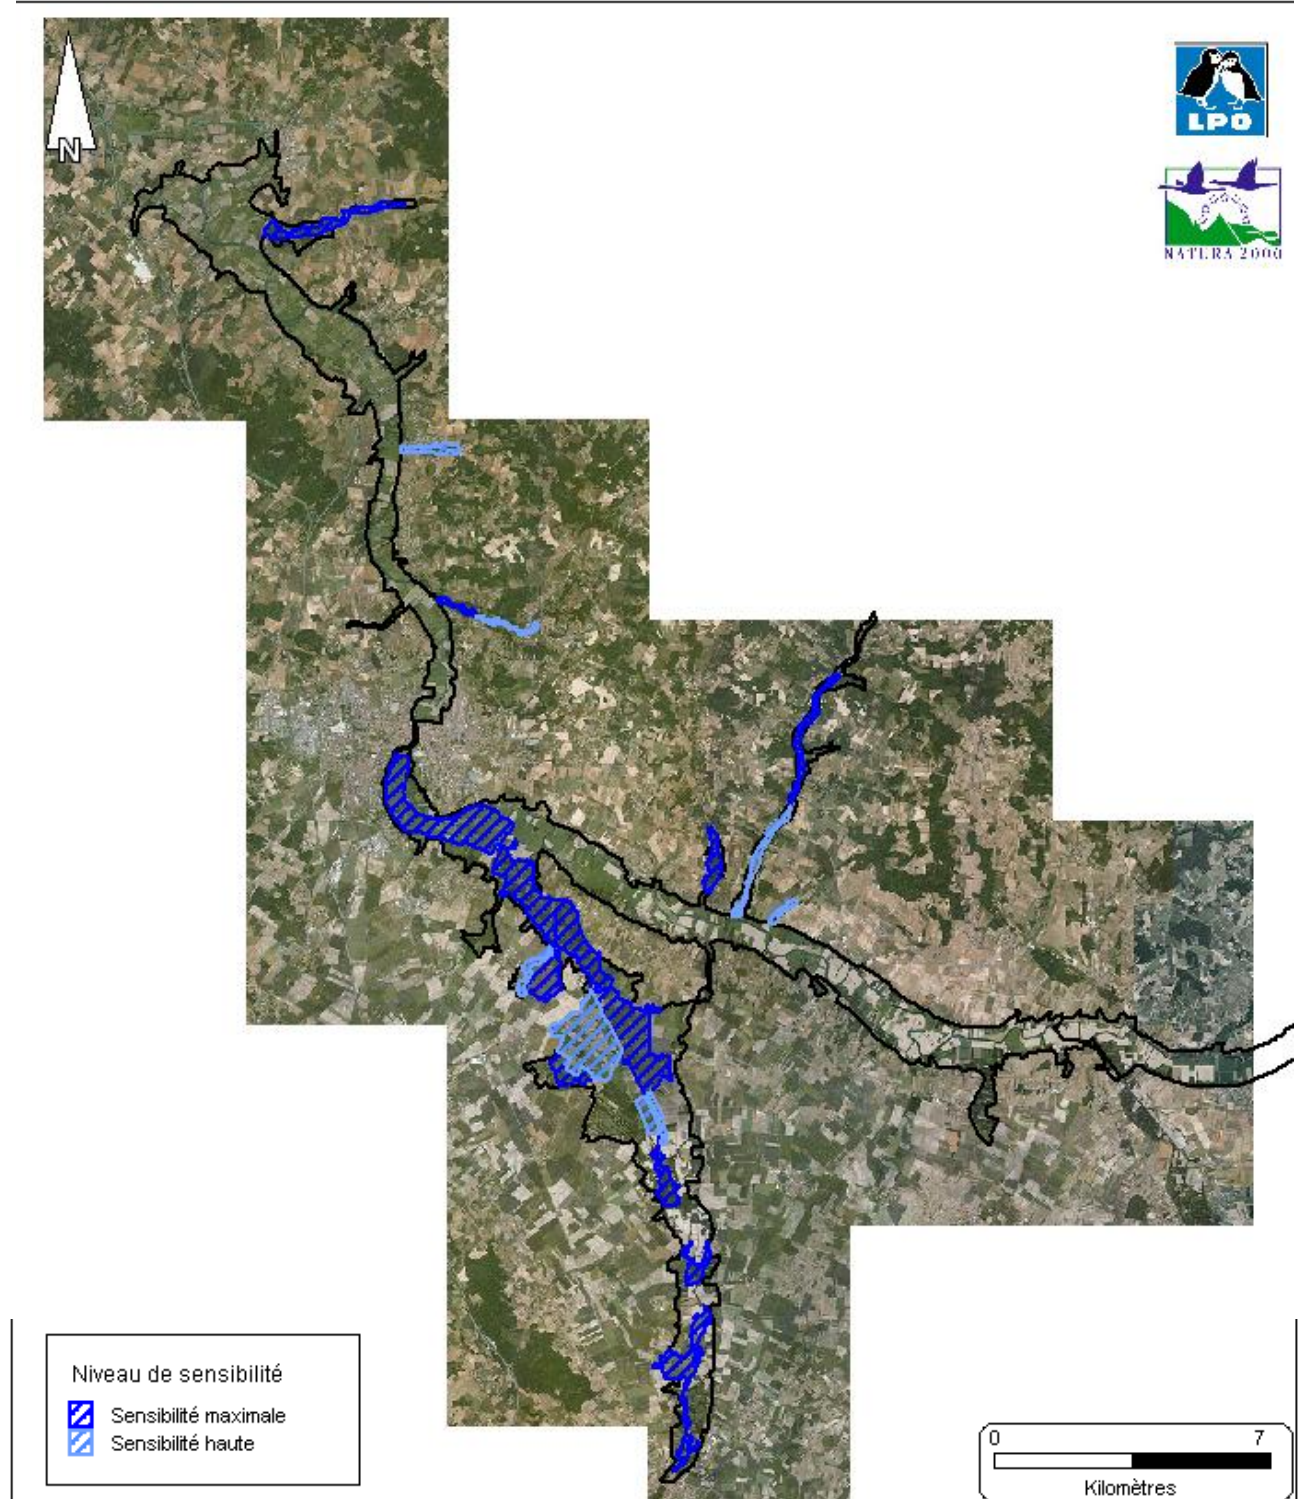 N
LPO
NATURA 2000
Niveau de sensibilité
Sensibilité maximale
Sensibilité haute
0 7
Kilomètres